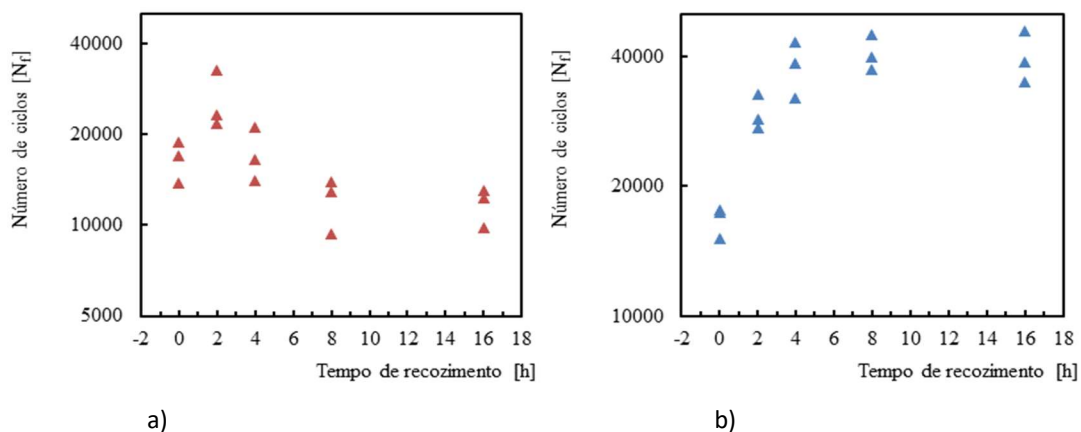 40000
20000
10000
5000
Número de ciclos [Nf]
-2 0 2 4 6 8 10 12 14 16 18
Tempo de recozimento [h]
a)
40000
20000
10000
Número de ciclos [Nf]
-2 0 2 4 6 8 10 12 14 16 18
Tempo de recozimento [h]
b)